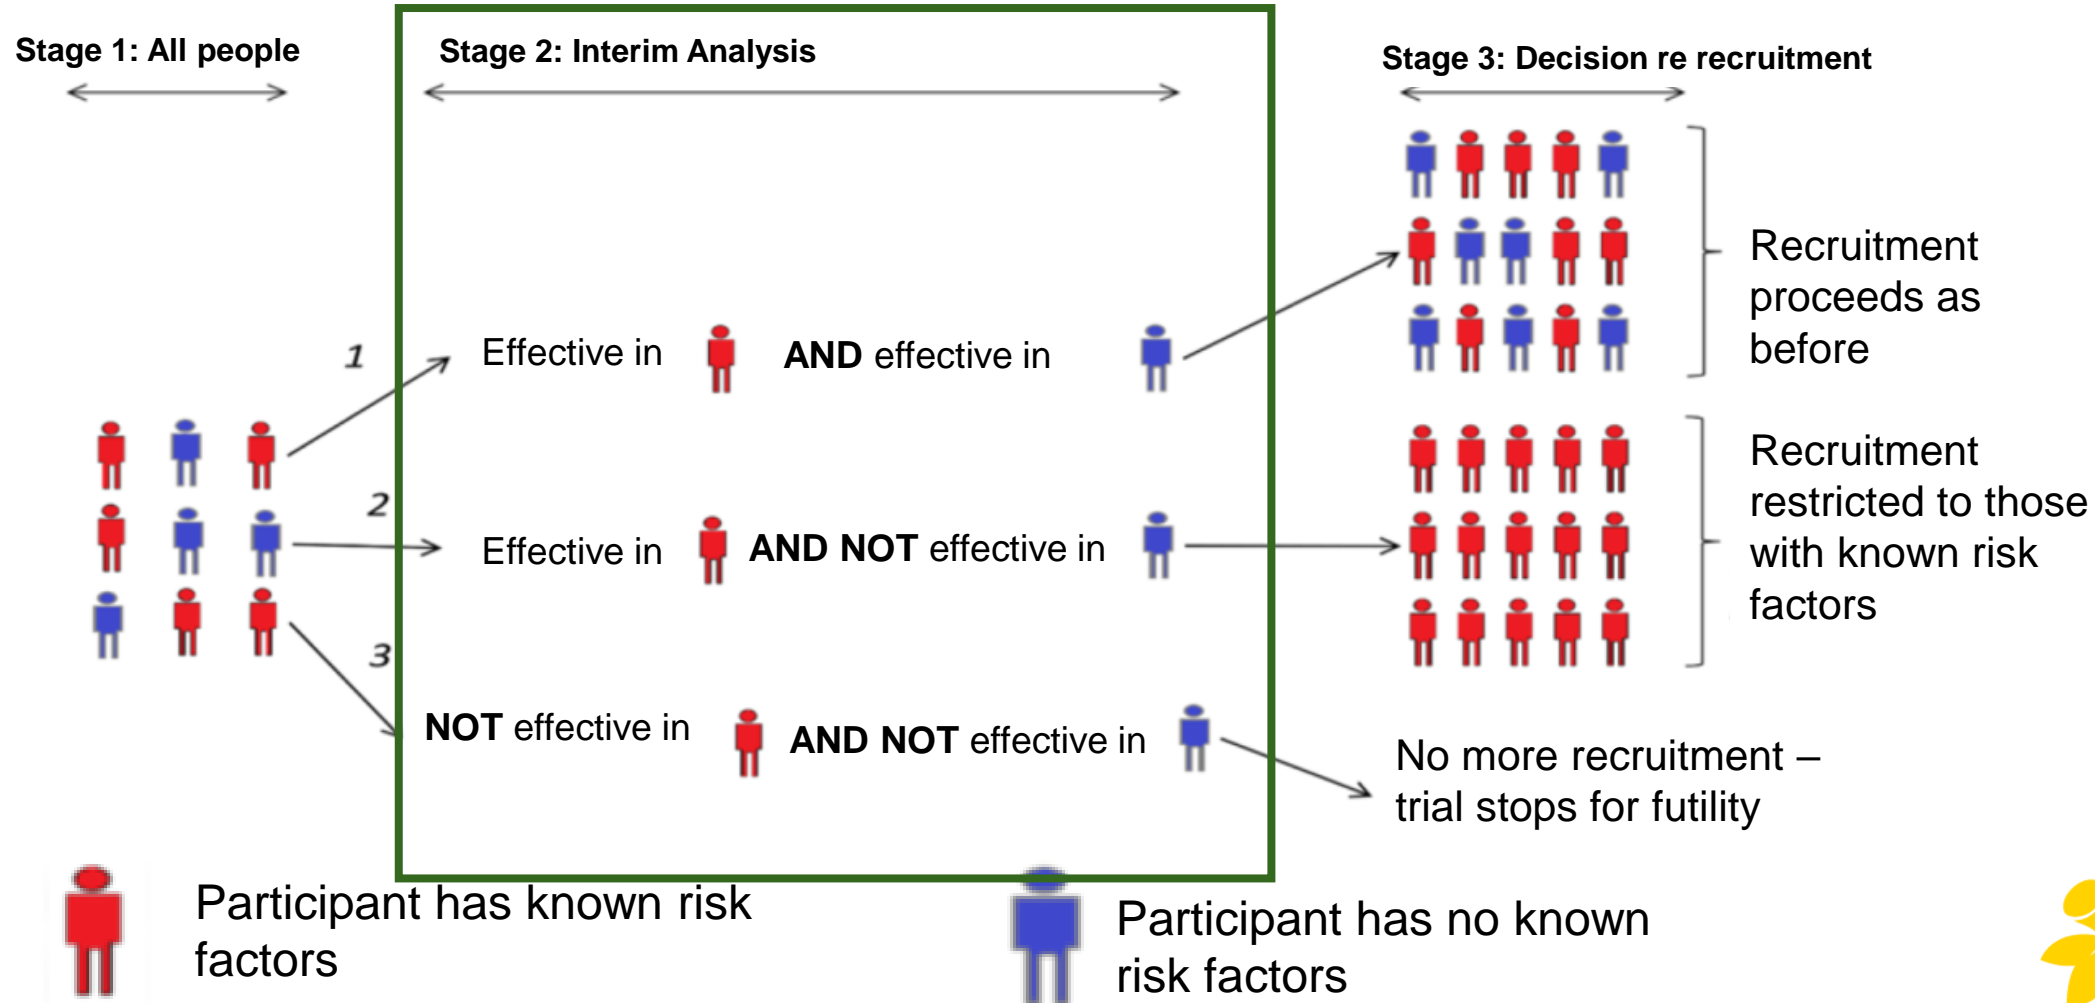 Stage 1: All people
Stage 2: Interim Analysis
Stage 3: Decision re recruitment
1
Effective in AND effective in
Recruitment
proceeds as
before
2
Effective in AND NOT effective in
Recruitment
restricted to those
with known risk
factors
3
NOT effective in AND NOT effective in
No more recruitment –
trial stops for futility
Participant has known risk
factors
Participant has no known
risk factors